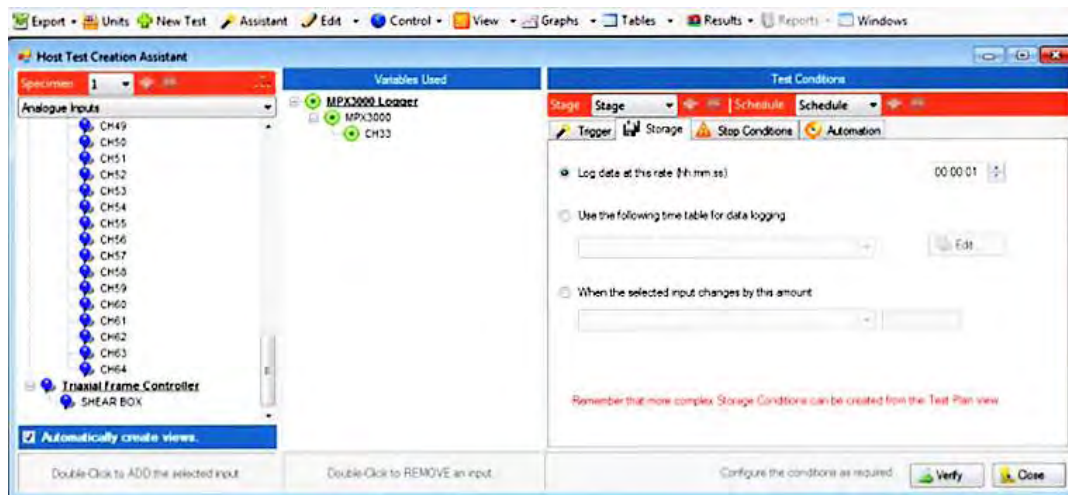 Export Units New Test Assistant Edit Control View Graphs Tables Results Reports Windows
Host Test Creation Assistant
Specimen 1
Analogue Inputs
CH49
CH50
CH51
CH52
CH53
CH54
CH55
CH56
CH57
CH58
CH59
CH60
CH61
CH62
CH63
CH64
Triaxial Frame Controller
SHEAR BOX
Automatically create views.
Double-Click to ADD the selected input
Variables Used
MPX3000 Logger
MPX3000
CH33
Double-Click to REMOVE an input
Test Conditions
Stage Stage Schedule Schedule
Trigger Storage Stop Conditions Automation
Log data at this rate (hh:mm:ss) 00:00:01
Use the following time table for data logging
Edit
When the selected input changes by this amount
Remember that more complex Storage Conditions can be created from the Test Plan view
Configure the conditions as required Verify Close